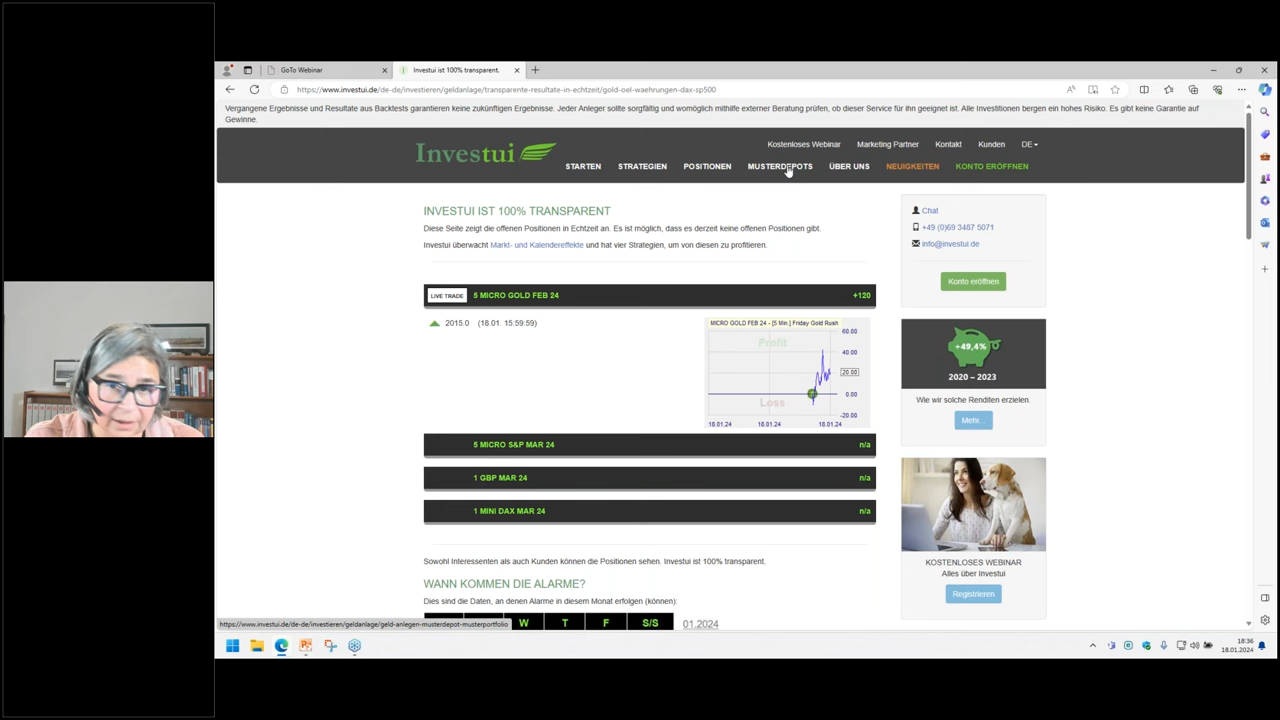 GoTo Webinar
Investui ist 100% transparent.
https://www.investui.de/de-de/investieren/geldanlage/transparente-resultate-in-echtzeit/gold-oel-waehrungen-dax-sp500
Vergangene Ergebnisse und Resultate aus Backtests garantieren keine zukünftigen Ergebnisse. Jeder Anleger sollte sorgfältig und womöglich mithilfe externer Beratung prüfen, ob dieser Service für ihn geeignet ist. Alle Investitionen bergen ein hohes Risiko. Es gibt keine Garantie auf
Gewinne.
Kostenloses Webinar Marketing Partner Kontakt Kunden DE
Investui
STARTEN STRATEGIEN POSITIONEN MUSTERDEPOTS ÜBER UNS NEUIGKEITEN KONTO ERÖFFNEN
INVESTUI IST 100% TRANSPARENT
Diese Seite zeigt die offenen Positionen in Echtzeit an. Es ist möglich, dass es derzeit keine offenen Positionen gibt.
Investui überwacht Markt- und Kalendereffekte und hat vier Strategien, um von diesen zu profitieren.
LIVE TRADE 5 MICRO GOLD FEB 24 +120
2015.0 (18.01. 15:59:59)
MICRO GOLD FEB 24 - [5 Min.] Friday Gold Rush
60.00
Profit
40.00
20.00
0.00
Loss
-20.00
18.01.24 18.01.24 18.01.24
5 MICRO S&P MAR 24 n/a
1 GBP MAR 24 n/a
1 MINI DAX MAR 24 n/a
Sowohl Interessenten als auch Kunden können die Positionen sehen. Investui ist 100% transparent.
WANN KOMMEN DIE ALARME?
Dies sind die Daten, an denen Alarme in diesem Monat erfolgen (können):
W T F S/S 01.2024
Chat
+49 (0)69 3487 5071
info@investui.de
Konto eröffnen
+49,4%
2020 – 2023
Wie wir solche Renditen erzielen.
Mehr...
KOSTENLOSES WEBINAR
Alles über Investui
Registrieren
https://www.investui.de/de-de/investieren/geldanlage/geld-anlegen-musterdepot-musterportfolio
18:36
18.01.2024